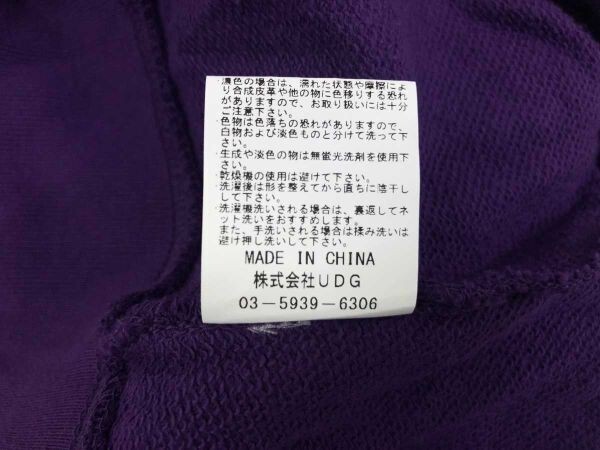 ・濃色の場合は、濡れた状態や摩擦によ
り合成皮革や他の物に色移りする恐れ
がありますので、お取り扱いには十分
ご注意下さい。
・色物は色落ちの恐れがありますので、
白物および淡色ものと分けて洗って下
さい。
・生成や淡色の物は無蛍光洗剤を使用下
さい。
・乾燥機の使用は避けて下さい。
・洗濯後は形を整えてから直ちに陰干し
して下さい。
・洗濯機洗いされる場合は、裏返してネ
ット洗いをおすすめします。
また、手洗いされる場合は揉み洗いは
避け押し洗いして下さい。
MADE IN CHINA
株式会社UDG
03-5939-6306